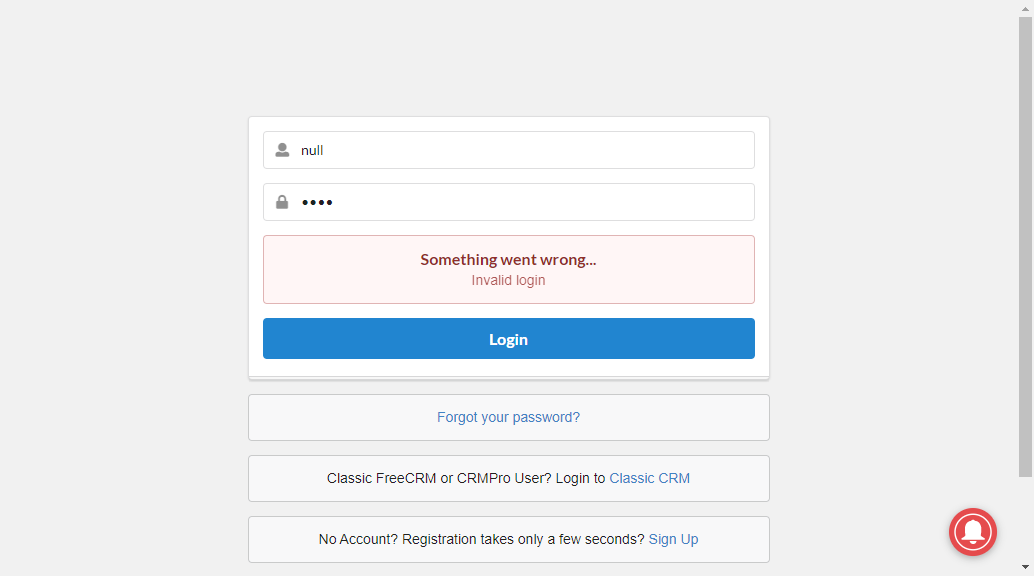 null
••••
Something went wrong...
Invalid login
Login
Forgot your password?
Classic FreeCRM or CRMPro User? Login to Classic CRM
No Account? Registration takes only a few seconds? Sign Up